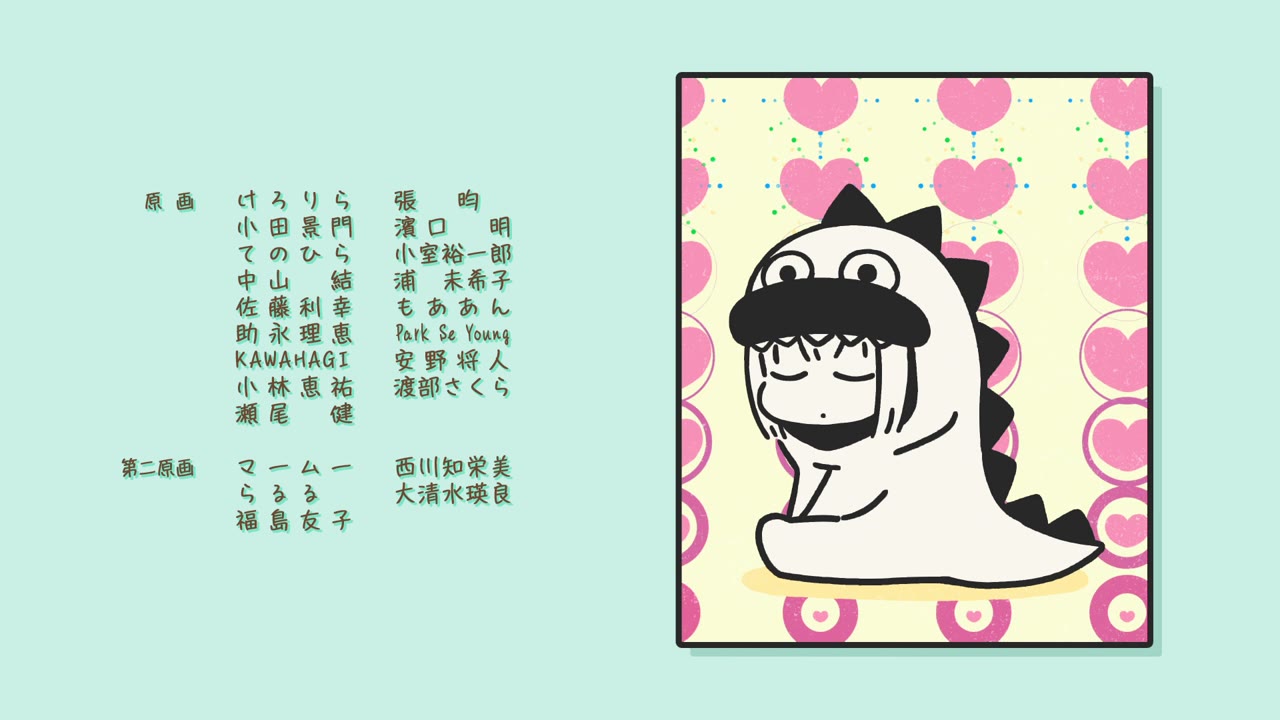 原画 けろりら 張 昀
小田景門 濱口 明
てのひら 小室裕一郎
中山 結 浦 未希子
佐藤利幸 もああん
助永理恵 Park Se Young
KAWAHAGI 安野将人
小林恵祐 渡部さくら
瀬尾 健
第二原画 マームー 西川知栄美
らるる 大清水瑛良
福島友子